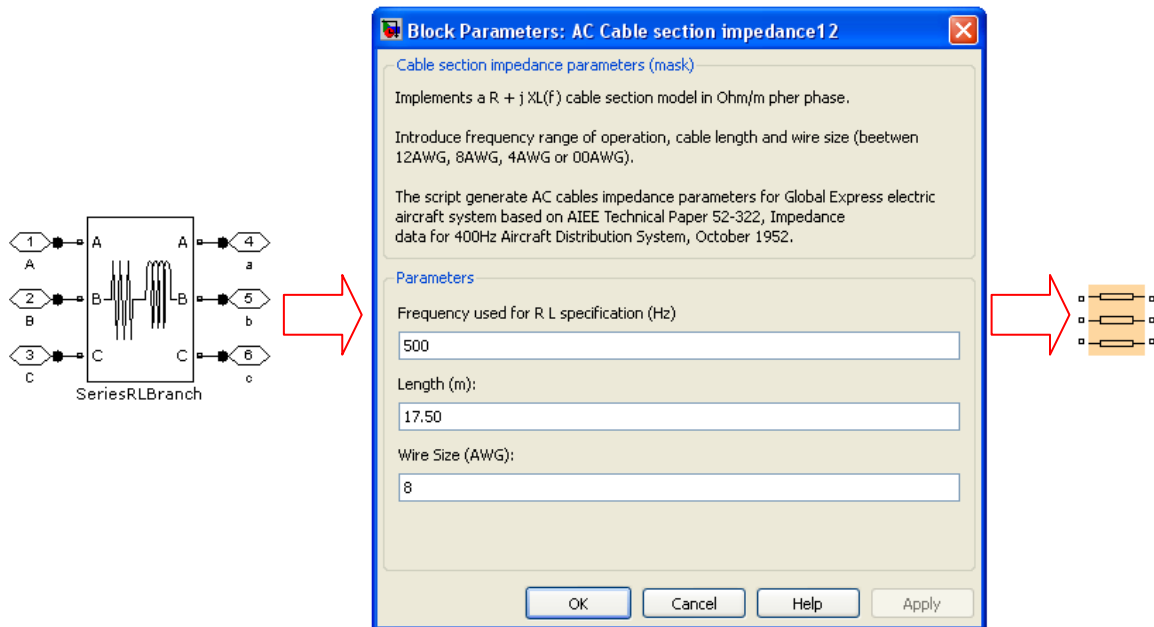 Block Parameters: AC Cable section impedance12
Cable section impedance parameters (mask)
Implements a R + j XL(f) cable section model in Ohm/m pher phase.
Introduce frequency range of operation, cable length and wire size (beetwen
12AWG, 8AWG, 4AWG or 00AWG).
The script generate AC cables impedance parameters for Global Express electric
aircraft system based on AIEE Technical Paper 52-322, Impedance
data for 400Hz Aircraft Distribution System, October 1952.
Parameters
Frequency used for R L specification (Hz)
500
Length (m):
17.50
Wire Size (AWG):
8
OK Cancel Help Apply
1 A A 4
A a
2 B B 5
B b
3 C C 6
C c
SeriesRLBranch